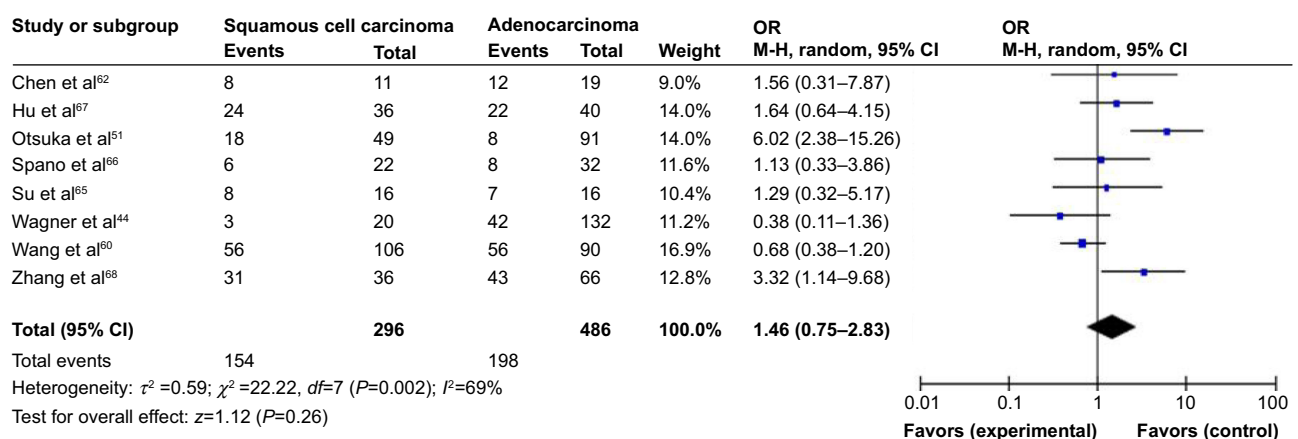 Study or subgroup Squamous cell carcinoma Adenocarcinoma OR OR
Events Total Events Total Weight M-H, random, 95% CI M-H, random, 95% CI
Chen et al62 8 11 12 19 9.0% 1.56 (0.31–7.87)
Hu et al67 24 36 22 40 14.0% 1.64 (0.64–4.15)
Otsuka et al51 18 49 8 91 14.0% 6.02 (2.38–15.26)
Spano et al66 6 22 8 32 11.6% 1.13 (0.33–3.86)
Su et al65 8 16 7 16 10.4% 1.29 (0.32–5.17)
Wagner et al44 3 20 42 132 11.2% 0.38 (0.11–1.36)
Wang et al60 56 106 56 90 16.9% 0.68 (0.38–1.20)
Zhang et al68 31 36 43 66 12.8% 3.32 (1.14–9.68)
Total (95% CI) 296 486 100.0% 1.46 (0.75–2.83)
Total events 154 198
Heterogeneity: τ2 =0.59; χ2 =22.22, df=7 (P=0.002); I2=69%
Test for overall effect: z=1.12 (P=0.26)
0.01 0.1 1 10 100
Favors (experimental) Favors (control)